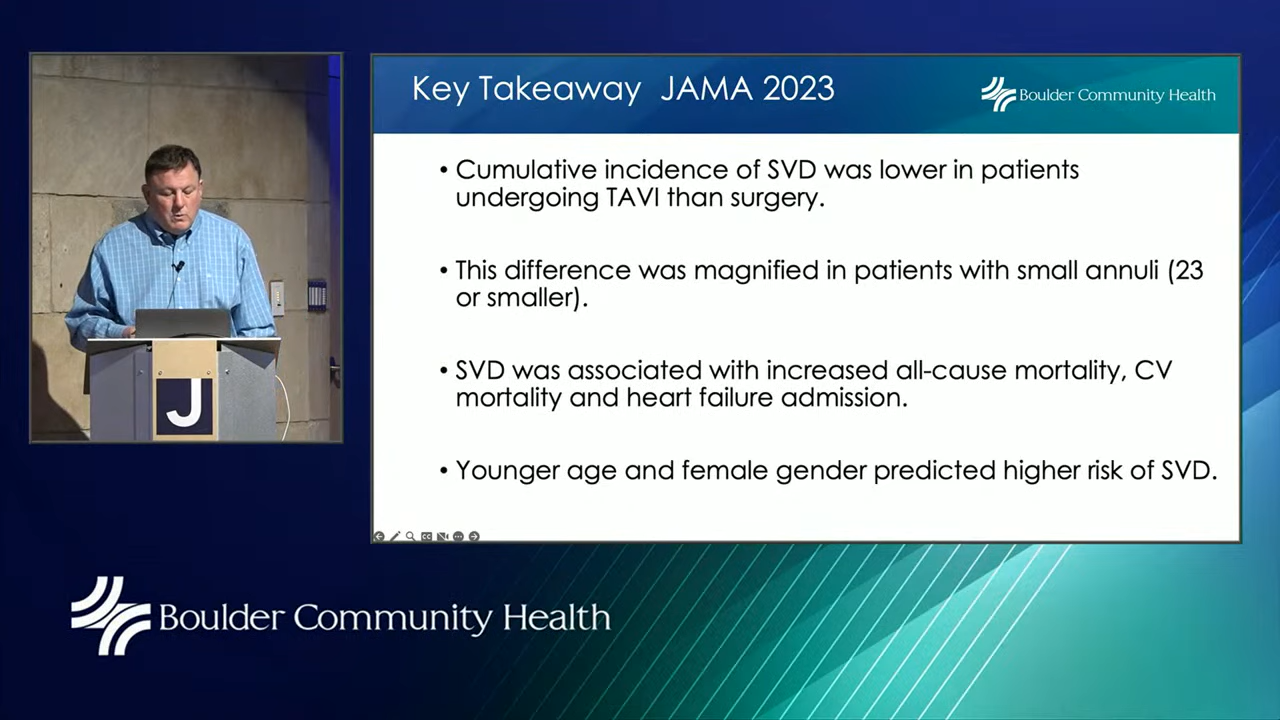 Key Takeaway JAMA 2023
Boulder Community Health
• Cumulative incidence of SVD was lower in patients
undergoing TAVI than surgery.
• This difference was magnified in patients with small annuli (23
or smaller).
• SVD was associated with increased all-cause mortality, CV
mortality and heart failure admission.
• Younger age and female gender predicted higher risk of SVD.
J
Boulder Community Health